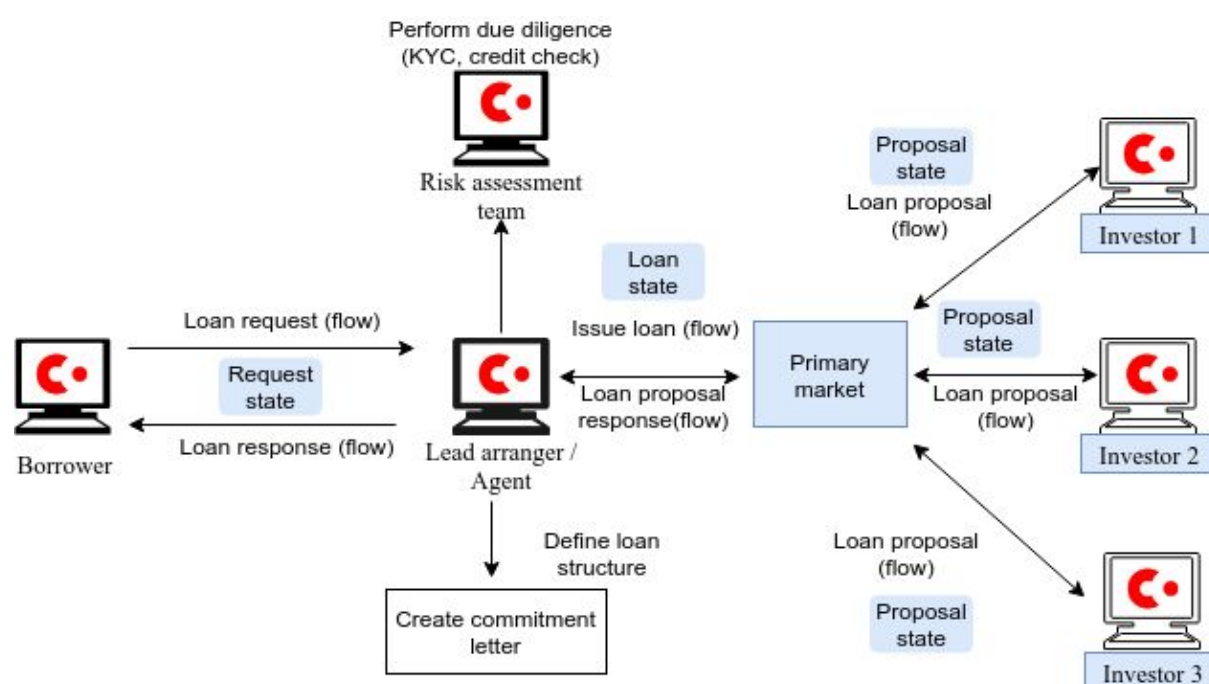 Perform due diligence
(KYC, credit check)
Risk assessment
team
Proposal
state
Loan proposal
(flow)
Investor 1
Loan
state
Issue loan (flow)
Loan proposal
response(flow)
Primary
market
Proposal
state
Loan proposal
(flow)
Investor 2
Loan request (flow)
Request
state
Loan response (flow)
Borrower
Lead arranger /
Agent
Define loan
structure
Create commitment
letter
Loan proposal
(flow)
Proposal
state
Investor 3